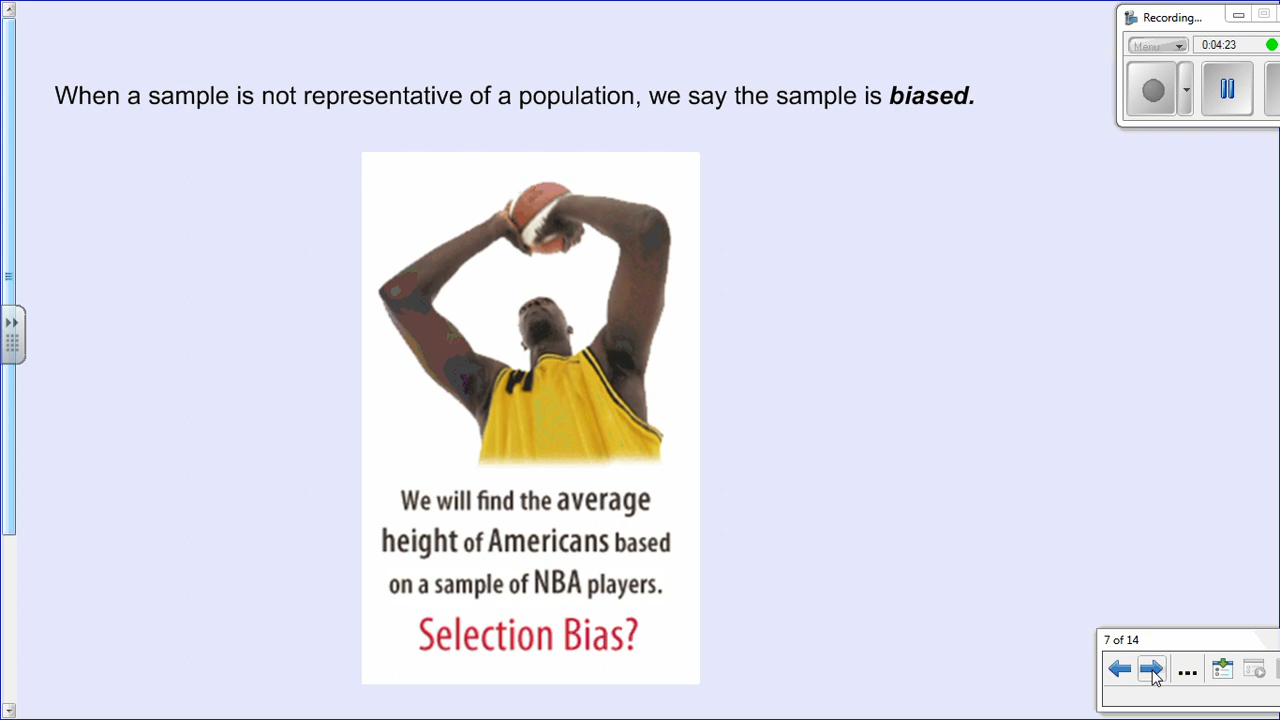 When a sample is not representative of a population, we say the sample is biased.
Recording...
Menu
0:04:23
We will find the average
height of Americans based
on a sample of NBA players.
Selection Bias?
7 of 14